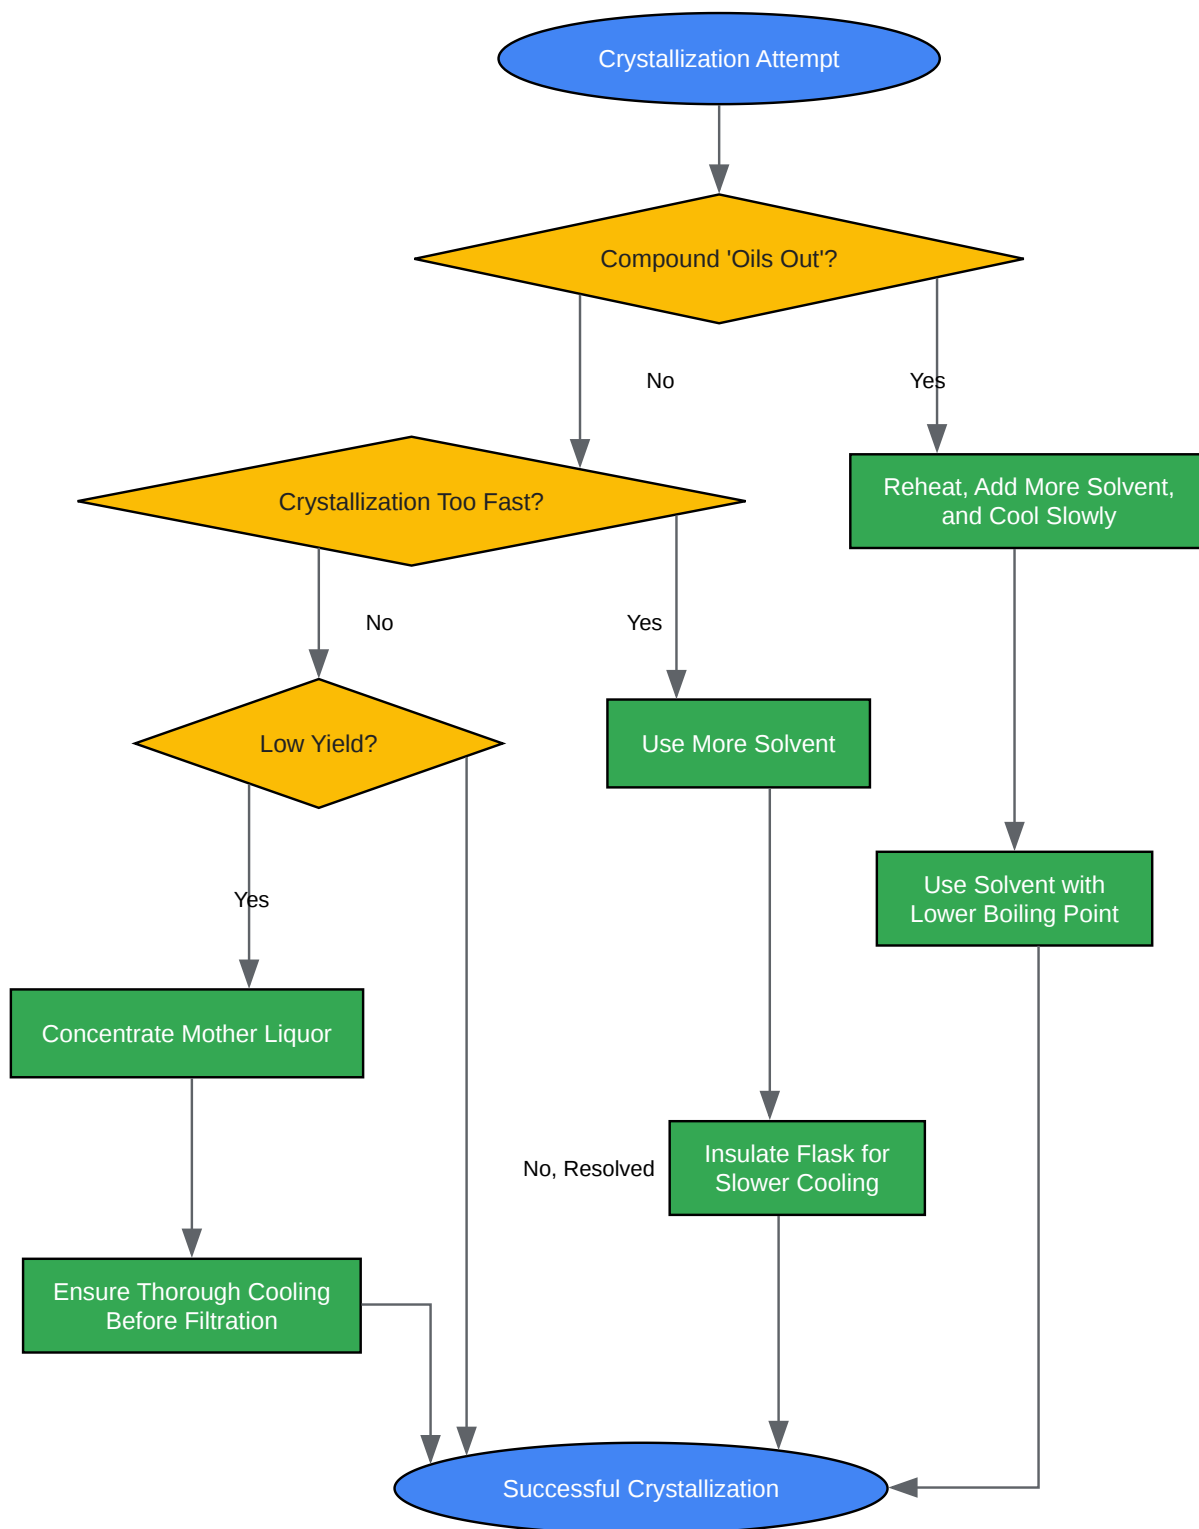 Crystallization Attempt
Compound 'Oils Out'?
No
Yes
Crystallization Too Fast?
Reheat, Add More Solvent,
and Cool Slowly
No
Yes
Low Yield?
Use More Solvent
Use Solvent with
Lower Boiling Point
Yes
Concentrate Mother Liquor
No, Resolved
Insulate Flask for
Slower Cooling
Ensure Thorough Cooling
Before Filtration
Successful Crystallization